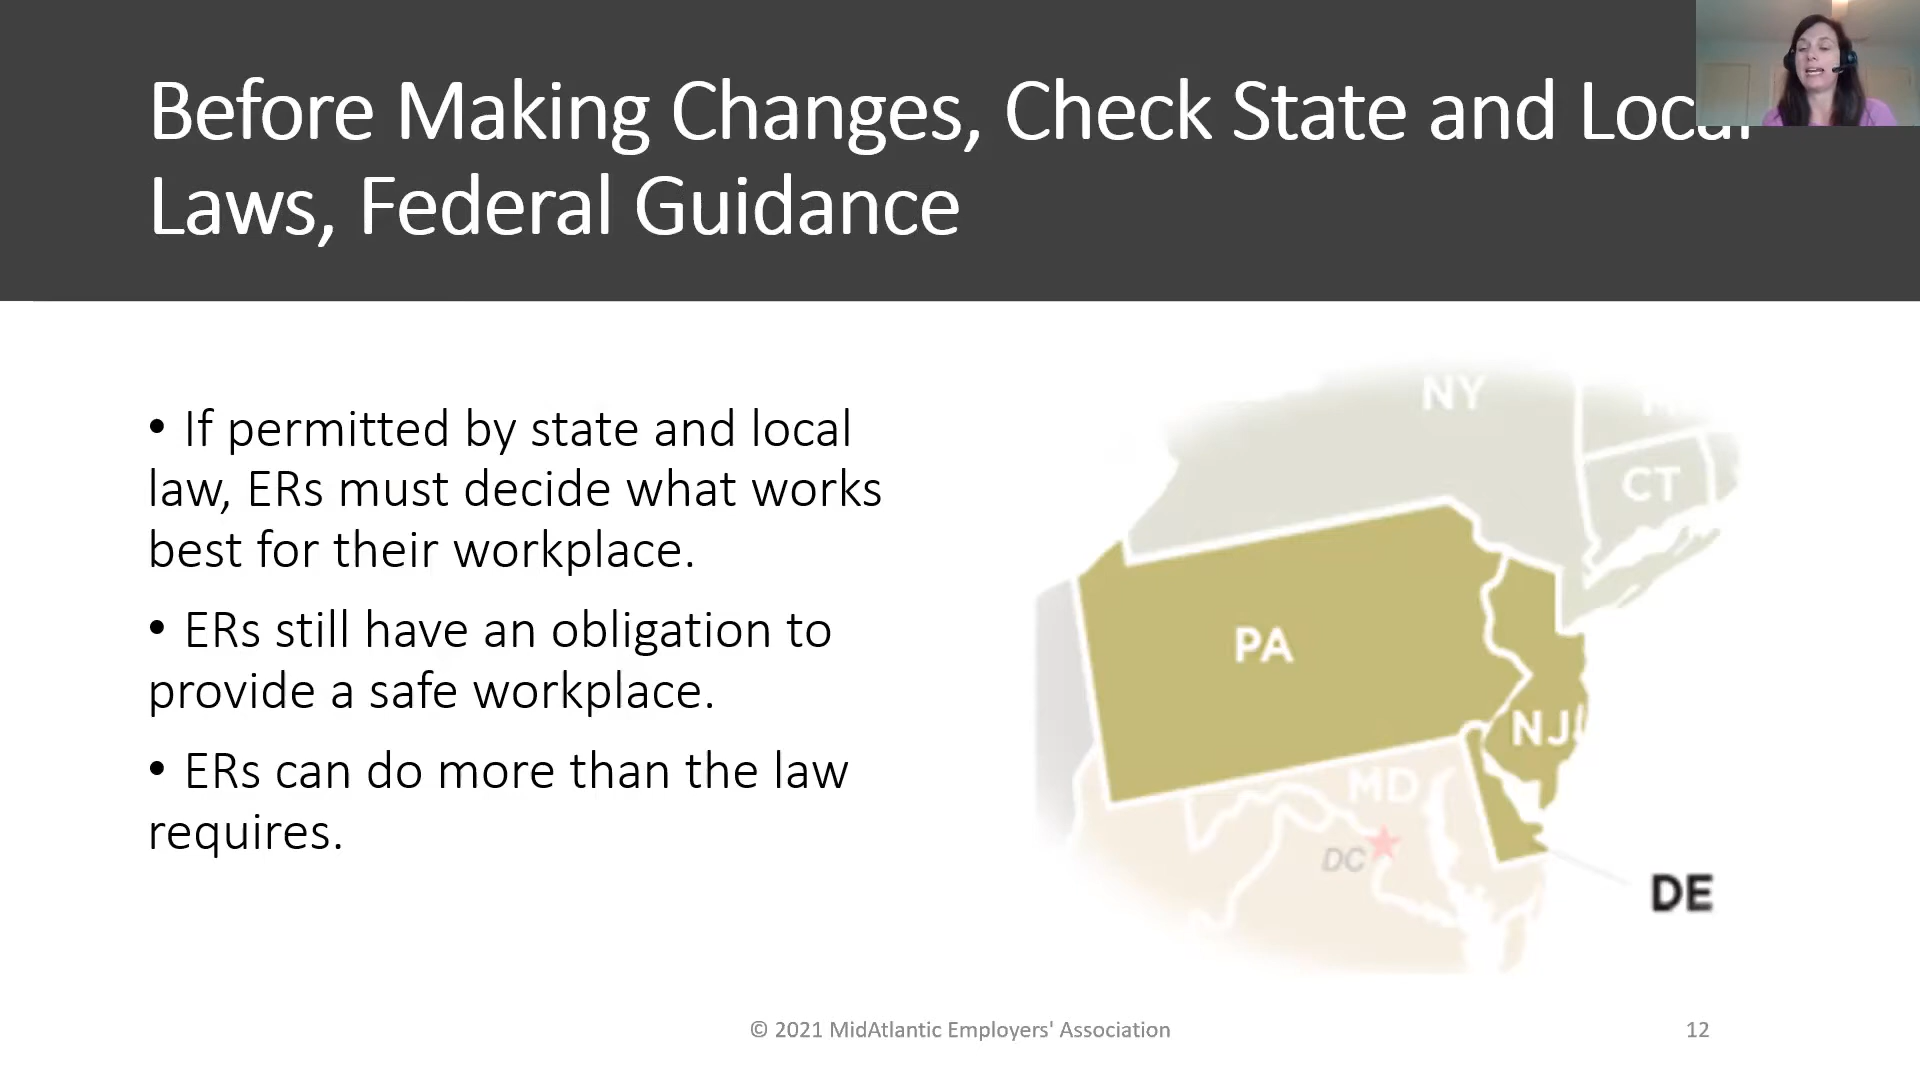 Before Making Changes, Check State and Local
Laws, Federal Guidance
• If permitted by state and local
law, ERs must decide what works
best for their workplace.
• ERs still have an obligation to
provide a safe workplace.
• ERs can do more than the law
requires.
NY
CT
PA
NJ
MD
DC
DE
© 2021 MidAtlantic Employers' Association
12